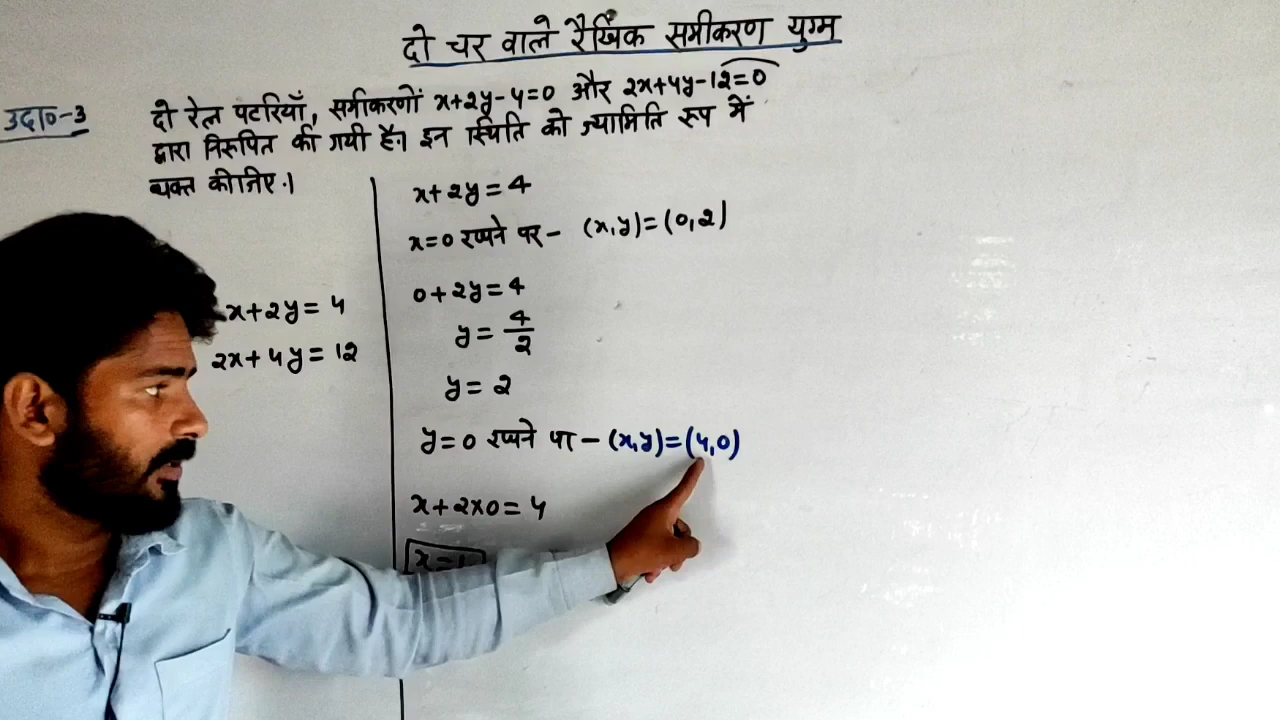 दो चर वाले रैखिक समीकरण युग्म
उदा०-3
दो रेल पटरियाँ, समीकरणों x+2y-4=0 और 2x+4y-12=0
द्वारा निरूपित की गयी है। इन स्थिति को ज्यामिति रूप में
व्यक्त कीजिए।
x+2y=4
2x+4y=12
x+2y=4
x=0 रखने पर- (x,y)=(0,2)
0+2y=4
y=4/2
y=2
y=0 रखने पर-(x,y)=(4,0)
x+2×0=4